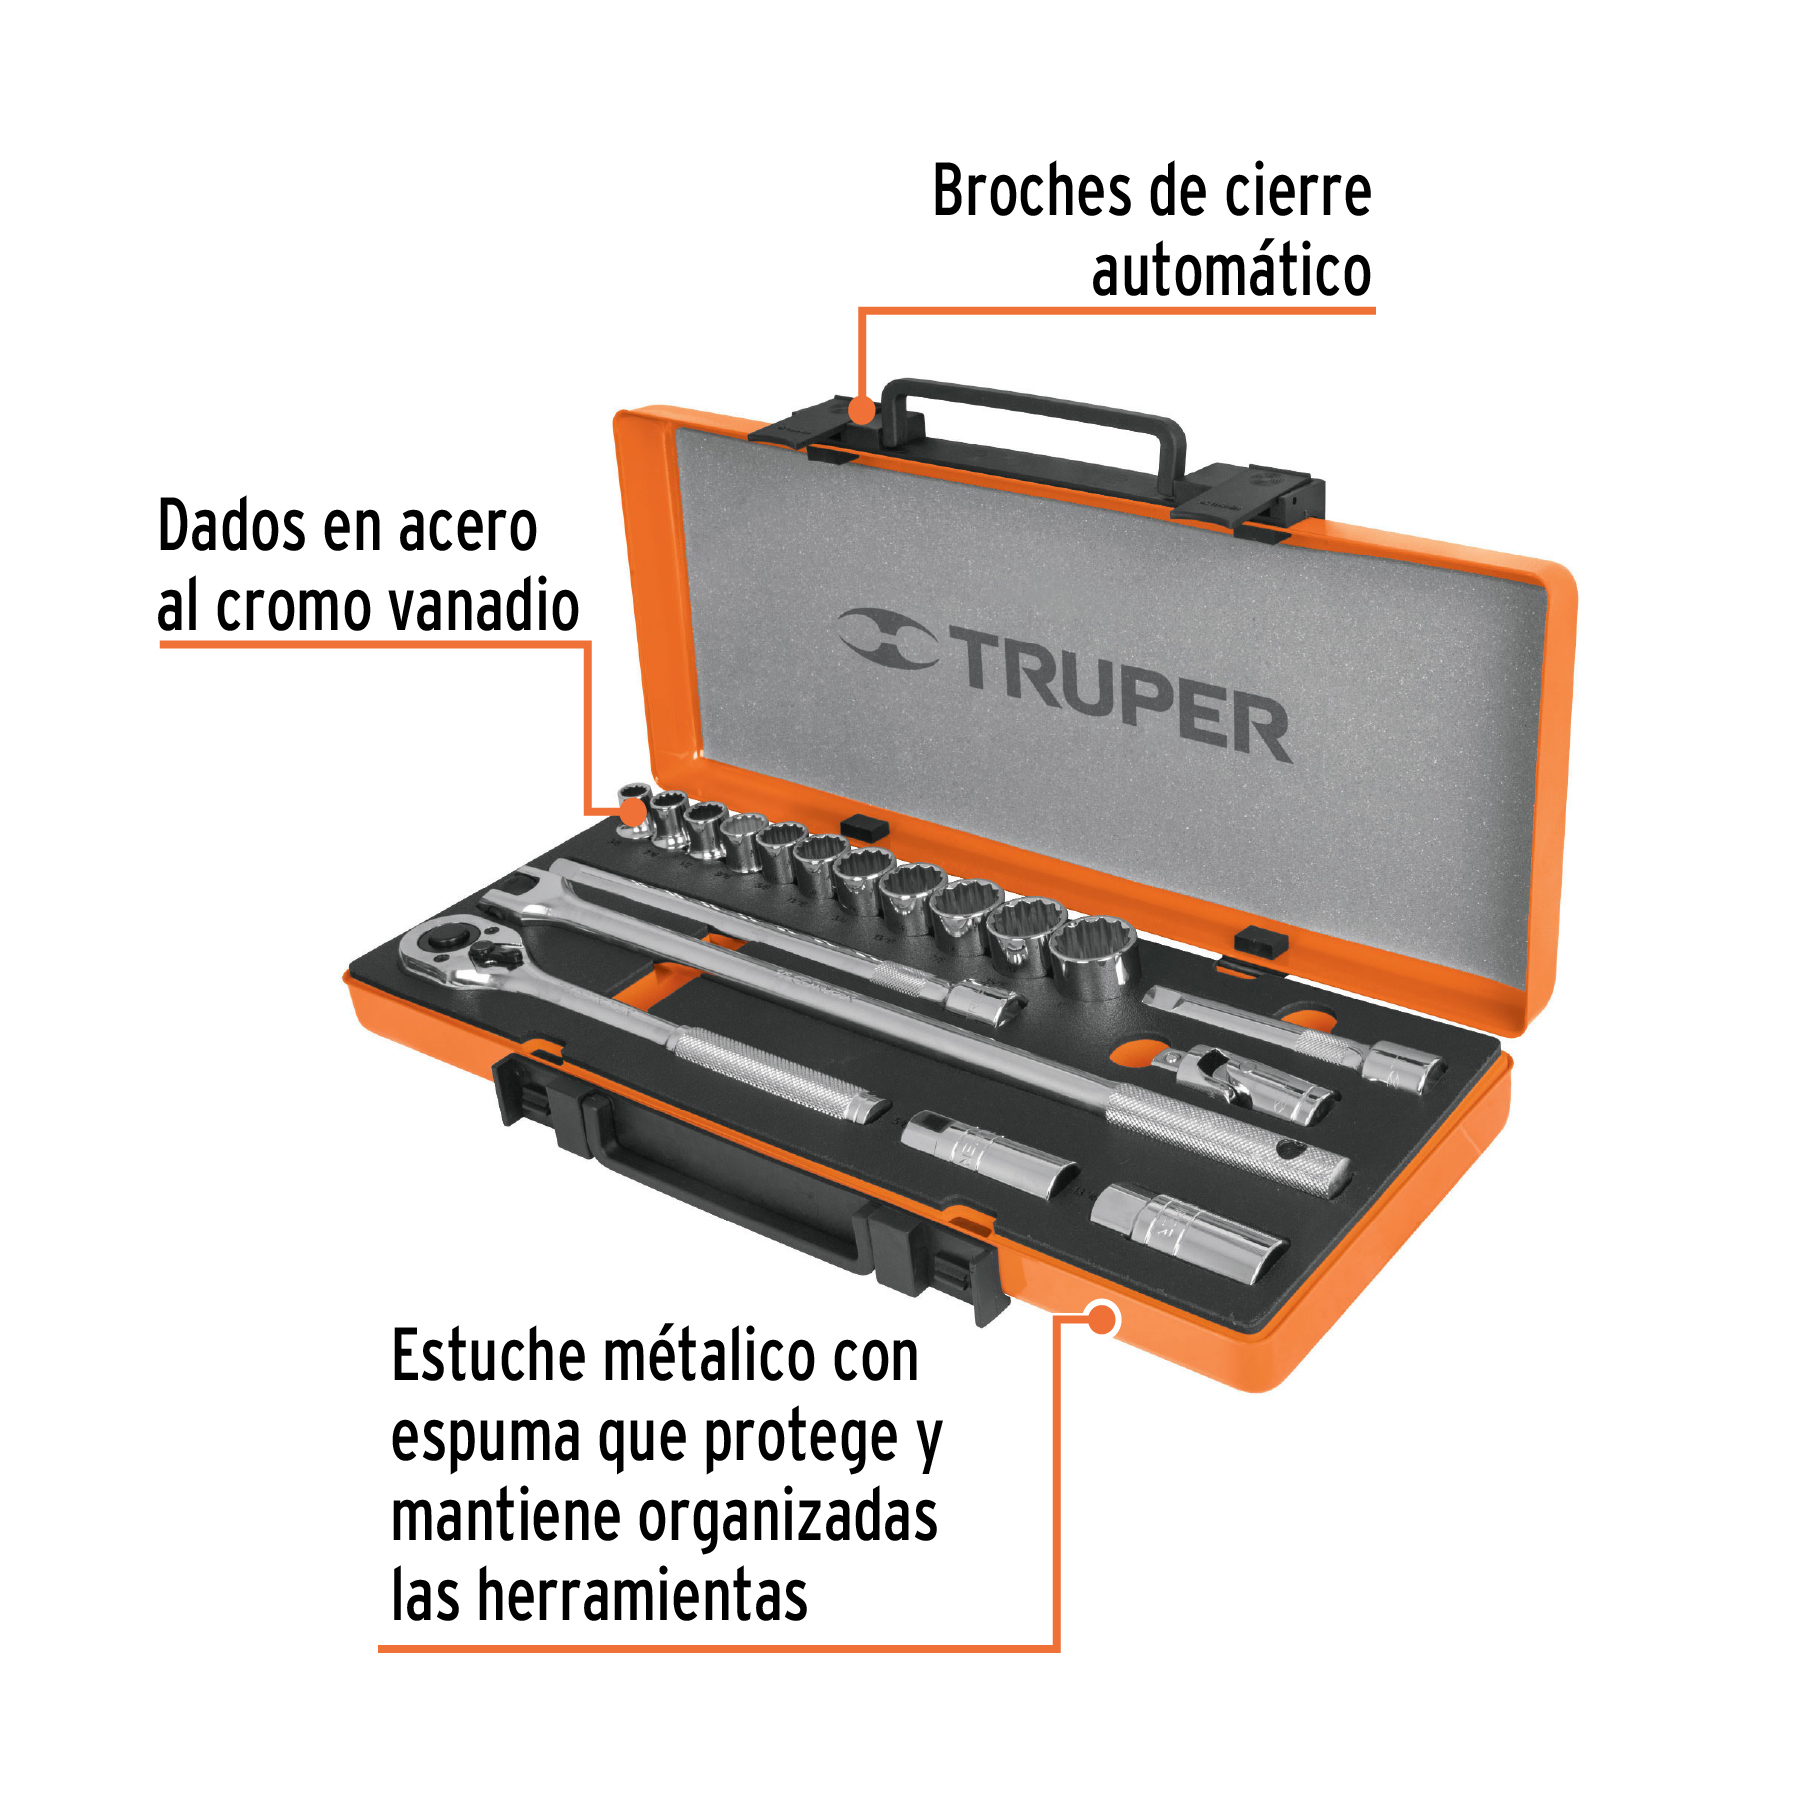 Broches de cierre
automático
Dados en acero
al cromo vanadio
TRUPER
Estuche métalico con
espuma que protege y
mantiene organizadas
las herramientas